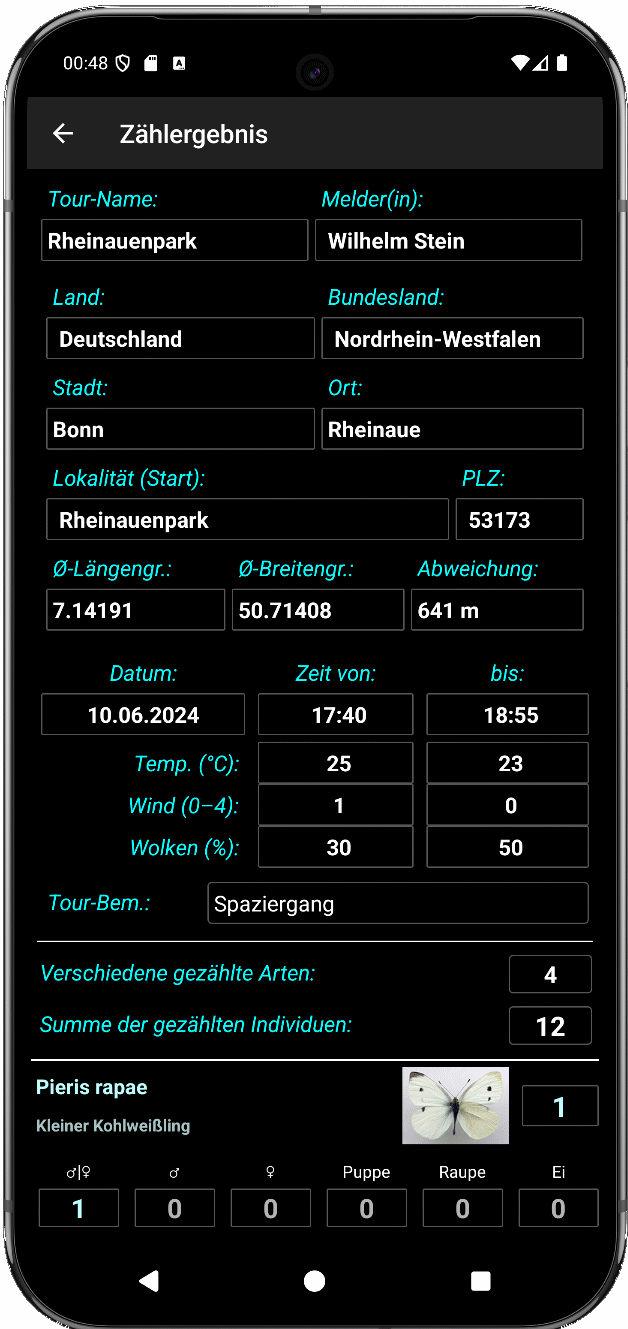 00:48
Zählergebnis
Tour-Name: Melder(in):
Rheinauenpark Wilhelm Stein
Land: Bundesland:
Deutschland Nordrhein-Westfalen
Stadt: Ort:
Bonn Rheinaue
Lokalität (Start): PLZ:
Rheinauenpark 53173
Ø-Längengr.: Ø-Breitengr.: Abweichung:
7.14191 50.71408 641 m
Datum: Zeit von: bis:
10.06.2024 17:40 18:55
Temp. (°C): 25 23
Wind (0–4): 1 0
Wolken (%): 30 50
Tour-Bem.: Spaziergang
Verschiedene gezählte Arten: 4
Summe der gezählten Individuen: 12
Pieris rapae 1
Kleiner Kohlweißling
♂|♀ ♂ ♀ Puppe Raupe Ei
1 0 0 0 0 0